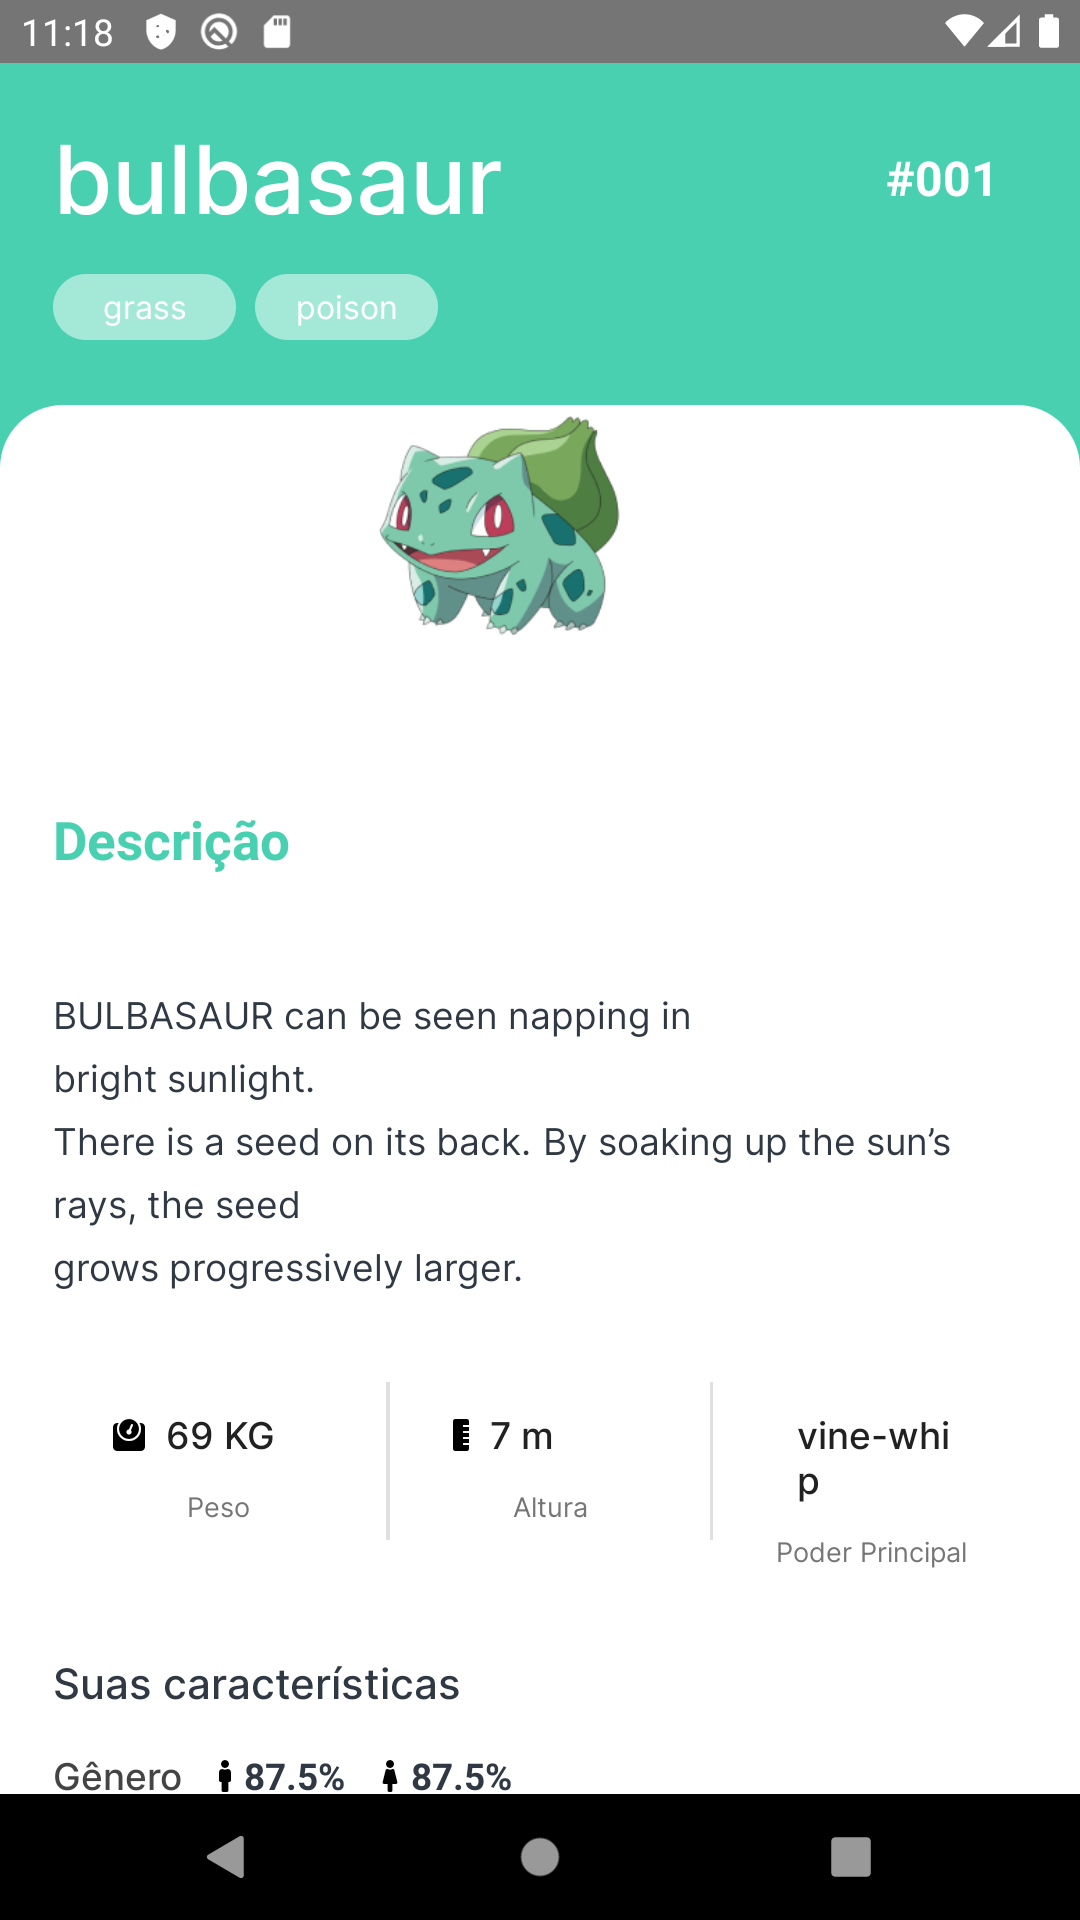 11:18
bulbasaur
#001
grass poison
Descrição
BULBASAUR can be seen napping in
bright sunlight.
There is a seed on its back. By soaking up the sun’s
rays, the seed
grows progressively larger.
69 KG
Peso
7 m
Altura
vine-whi
p
Poder Principal
Suas características
Gênero 87.5% 87.5%